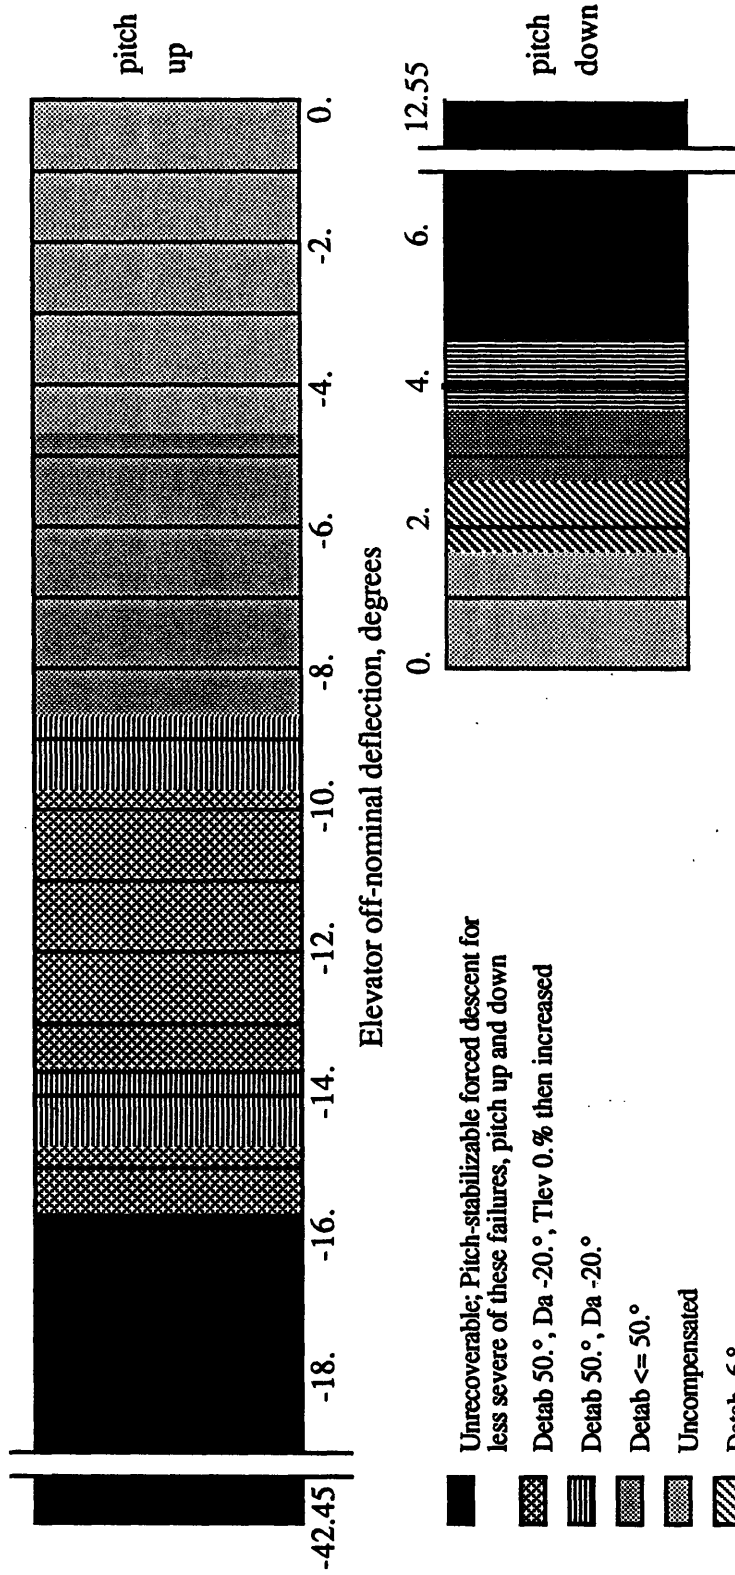 pitch
up
0.
-2.
-4.
-6.
-8.
-10.
-12.
-14.
-16.
-18.
-42.45
Elevator off-nominal deflection, degrees
0.
2.
4.
6.
12.55
pitch
down
Unrecoverable; Pitch-stabilizable forced descent for
less severe of these failures, pitch up and down
Detab 50.°, Da -20.°, Tlev 0.% then increased
Detab 50.°, Da -20.°
Detab <= 50.°
Uncompensated